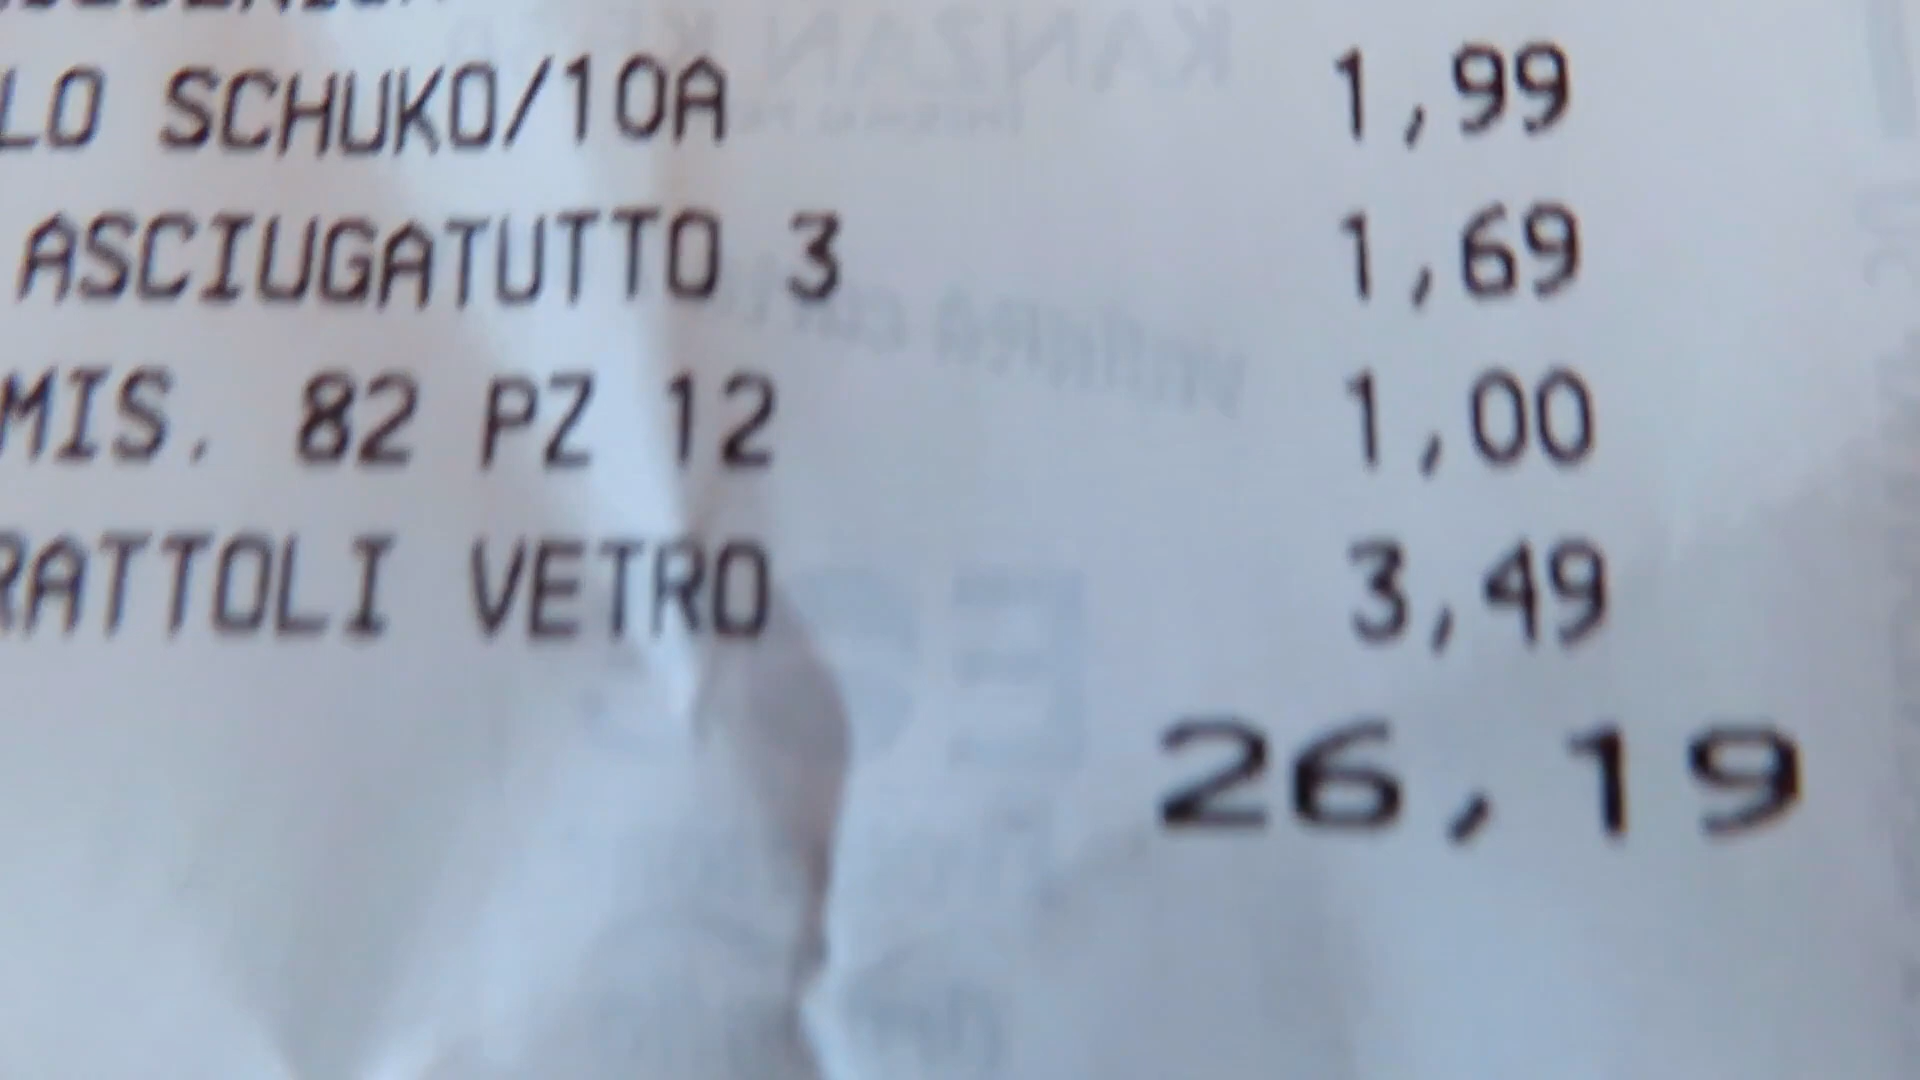 LO SCHUKO/10A 1,99
ASCIUGATUTTO 3 1,69
MIS. 82 PZ 12 1,00
RATTOLI VETRO 3,49
26,19